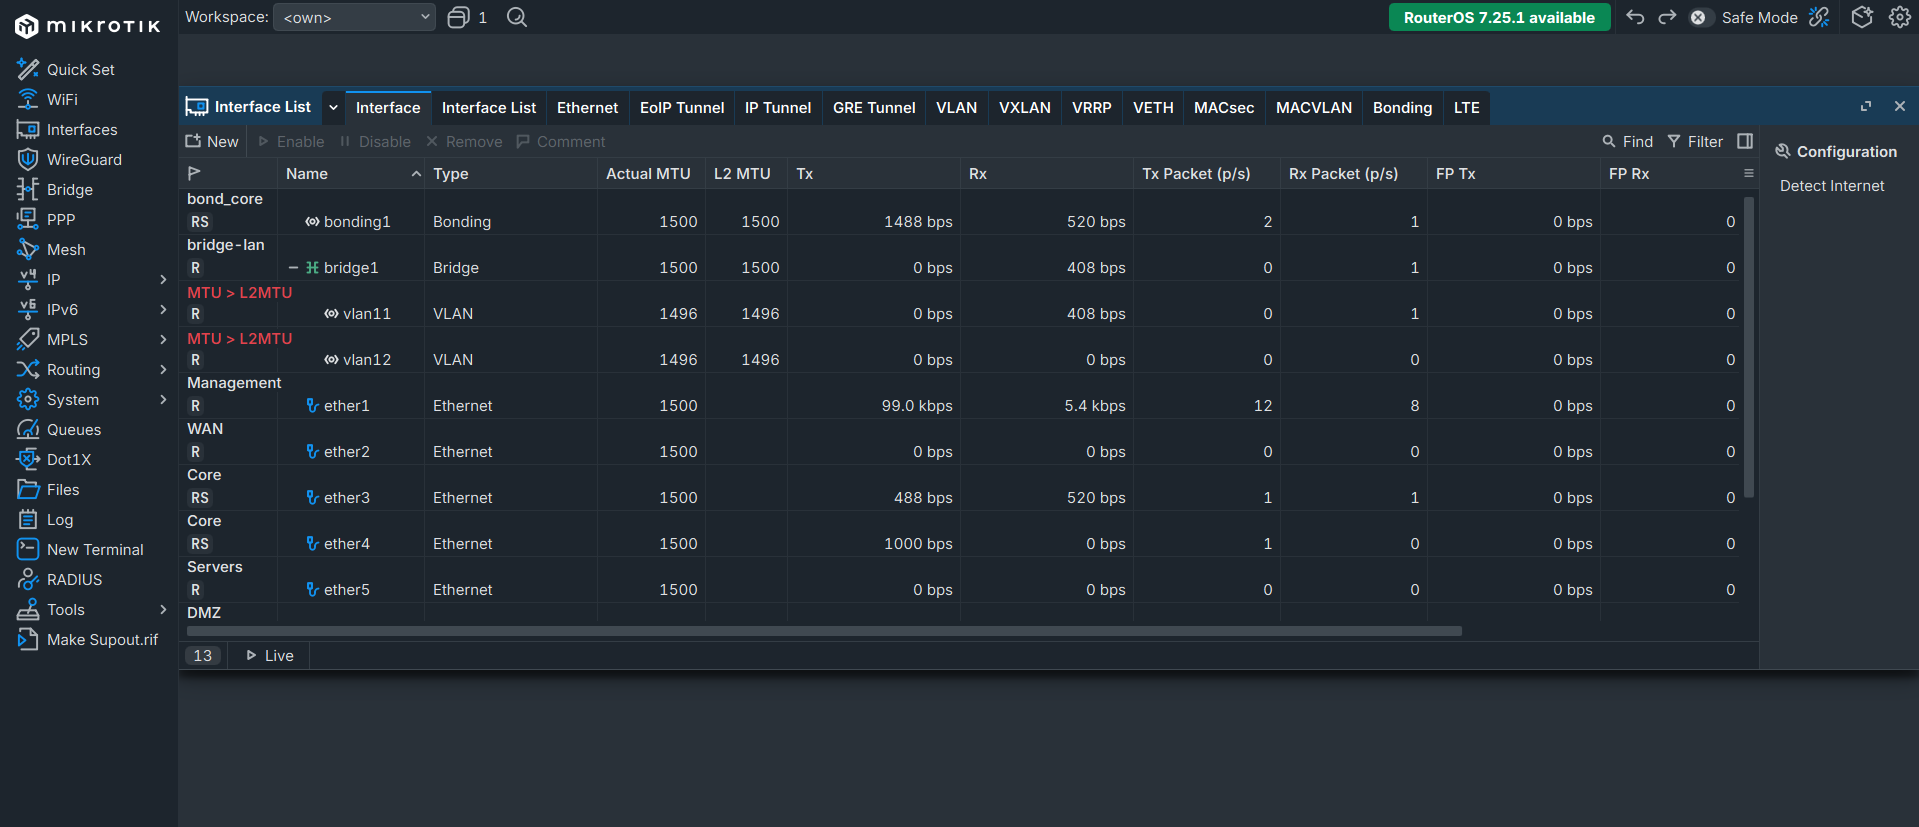 mikrotik
Workspace: <own> 1 RouterOS 7.25.1 available Safe Mode
Quick Set
WiFi
Interfaces
WireGuard
Bridge
PPP
Mesh
IP
IPv6
MPLS
Routing
System
Queues
Dot1X
Files
Log
New Terminal
RADIUS
Tools
Make Supout.rif
Interface List Interface Interface List Ethernet EoIP Tunnel IP Tunnel GRE Tunnel VLAN VXLAN VRRP VETH MACsec MACVLAN Bonding LTE
New Enable Disable Remove Comment Find Filter
Name Type Actual MTU L2 MTU Tx Rx Tx Packet (p/s) Rx Packet (p/s) FP Tx FP Rx
bond_core
RS bonding1 Bonding 1500 1500 1488 bps 520 bps 2 1 0 bps 0
bridge-lan
R bridge1 Bridge 1500 1500 0 bps 408 bps 0 1 0 bps 0
MTU > L2MTU
R vlan11 VLAN 1496 1496 0 bps 408 bps 0 1 0 bps 0
MTU > L2MTU
R vlan12 VLAN 1496 1496 0 bps 0 bps 0 0 0 bps 0
Management
R ether1 Ethernet 1500 99.0 kbps 5.4 kbps 12 8 0 bps 0
WAN
R ether2 Ethernet 1500 0 bps 0 bps 0 0 0 bps 0
Core
RS ether3 Ethernet 1500 488 bps 520 bps 1 1 0 bps 0
Core
RS ether4 Ethernet 1500 1000 bps 0 bps 1 0 0 bps 0
Servers
R ether5 Ethernet 1500 0 bps 0 bps 0 0 0 bps 0
DMZ
13 Live
Configuration
Detect Internet